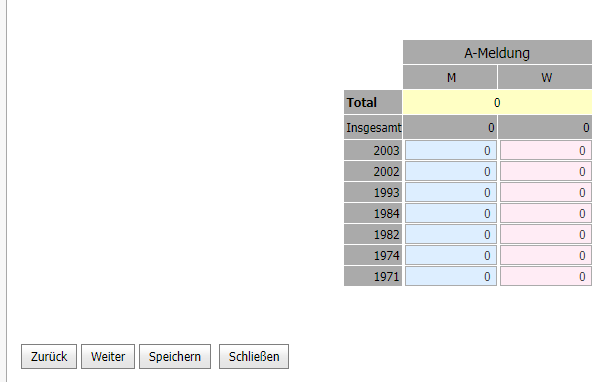 A-Meldung
M W
Total 0
Insgesamt 0 0
2003 0 0
2002 0 0
1993 0 0
1984 0 0
1982 0 0
1974 0 0
1971 0 0
Zurück Weiter Speichern Schließen